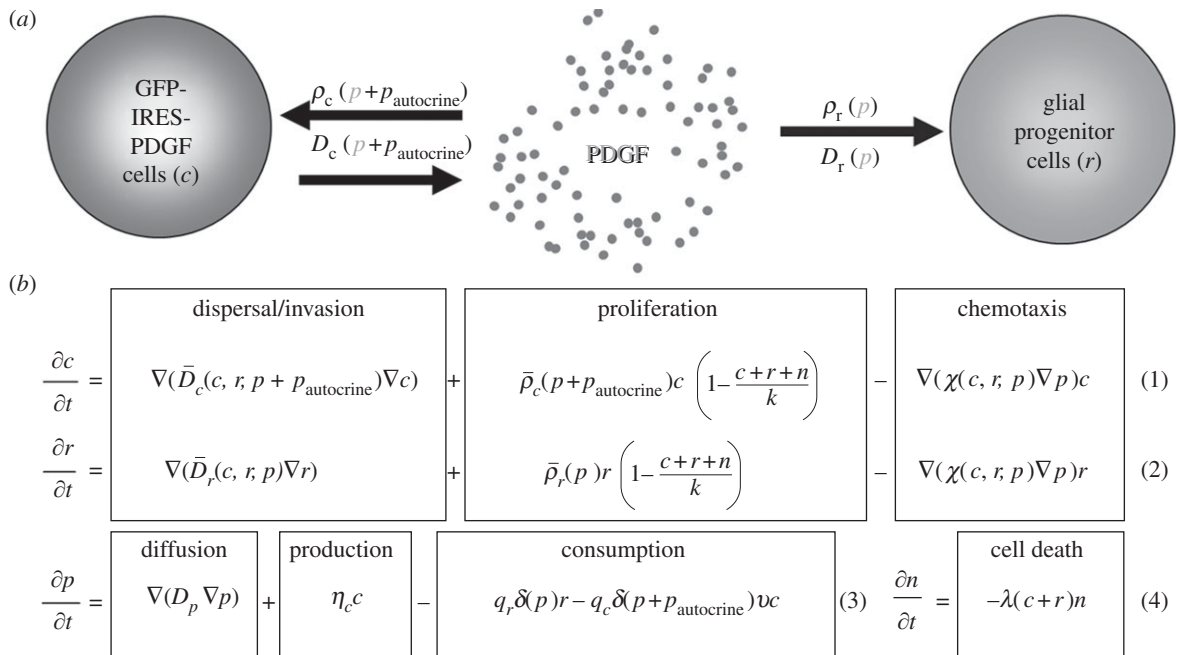 (a)
GFP-
IRES-
PDGF
cells (c)
ρc (p+pautocrine)
Dc (p+pautocrine)
PDGF
ρr (p)
Dr (p)
glial
progenitor
cells (r)
(b)
dispersal/invasion proliferation chemotaxis
∂c/∂t = ∇(D̄c(c, r, p + pautocrine)∇c) + ρ̄c(p+pautocrine)c (1–(c+r+n)/k) – ∇(χ(c, r, p)∇p)c (1)
∂r/∂t = ∇(D̄r(c, r, p)∇r) + ρ̄r(p)r (1–(c+r+n)/k) – ∇(χ(c, r, p)∇p)r (2)
diffusion production consumption cell death
∂p/∂t = ∇(Dp ∇p) + ηc c – qrδ(p)r – qcδ(p+pautocrine)υc (3) ∂n/∂t = –λ(c+r)n (4)